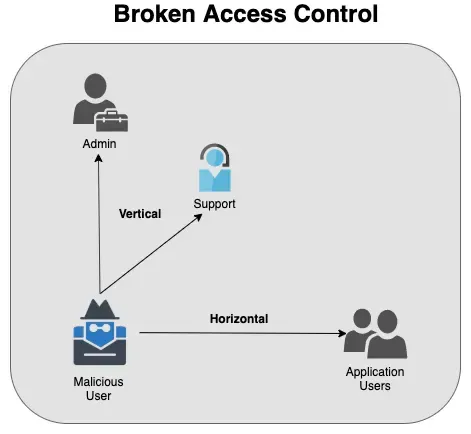 Broken Access Control
Admin
Support
Vertical
Horizontal
Malicious
User
Application
Users